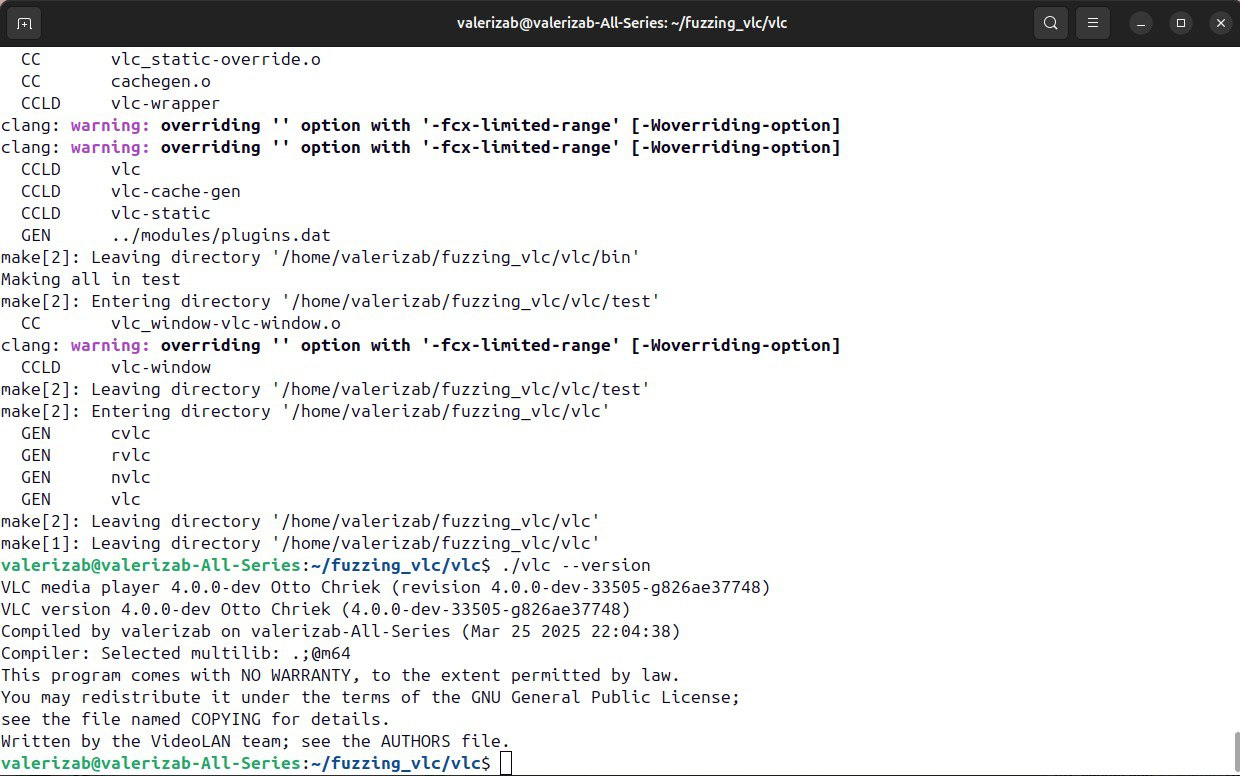 valerizab@valerizab-All-Series: ~/fuzzing_vlc/vlc
  CC       vlc_static-override.o
  CC       cachegen.o
  CCLD     vlc-wrapper
clang: warning: overriding '' option with '-fcx-limited-range' [-Woverriding-option]
clang: warning: overriding '' option with '-fcx-limited-range' [-Woverriding-option]
  CCLD     vlc
  CCLD     vlc-cache-gen
  CCLD     vlc-static
  GEN      ../modules/plugins.dat
make[2]: Leaving directory '/home/valerizab/fuzzing_vlc/vlc/bin'
Making all in test
make[2]: Entering directory '/home/valerizab/fuzzing_vlc/vlc/test'
  CC       vlc_window-vlc-window.o
clang: warning: overriding '' option with '-fcx-limited-range' [-Woverriding-option]
  CCLD     vlc-window
make[2]: Leaving directory '/home/valerizab/fuzzing_vlc/vlc/test'
make[2]: Entering directory '/home/valerizab/fuzzing_vlc/vlc'
  GEN      cvlc
  GEN      rvlc
  GEN      nvlc
  GEN      vlc
make[2]: Leaving directory '/home/valerizab/fuzzing_vlc/vlc'
make[1]: Leaving directory '/home/valerizab/fuzzing_vlc/vlc'
valerizab@valerizab-All-Series:~/fuzzing_vlc/vlc$ ./vlc --version
VLC media player 4.0.0-dev Otto Chriek (revision 4.0.0-dev-33505-g826ae37748)
VLC version 4.0.0-dev Otto Chriek (4.0.0-dev-33505-g826ae37748)
Compiled by valerizab on valerizab-All-Series (Mar 25 2025 22:04:38)
Compiler: Selected multilib: .;@m64
This program comes with NO WARRANTY, to the extent permitted by law.
You may redistribute it under the terms of the GNU General Public License;
see the file named COPYING for details.
Written by the VideoLAN team; see the AUTHORS file.
valerizab@valerizab-All-Series:~/fuzzing_vlc/vlc$